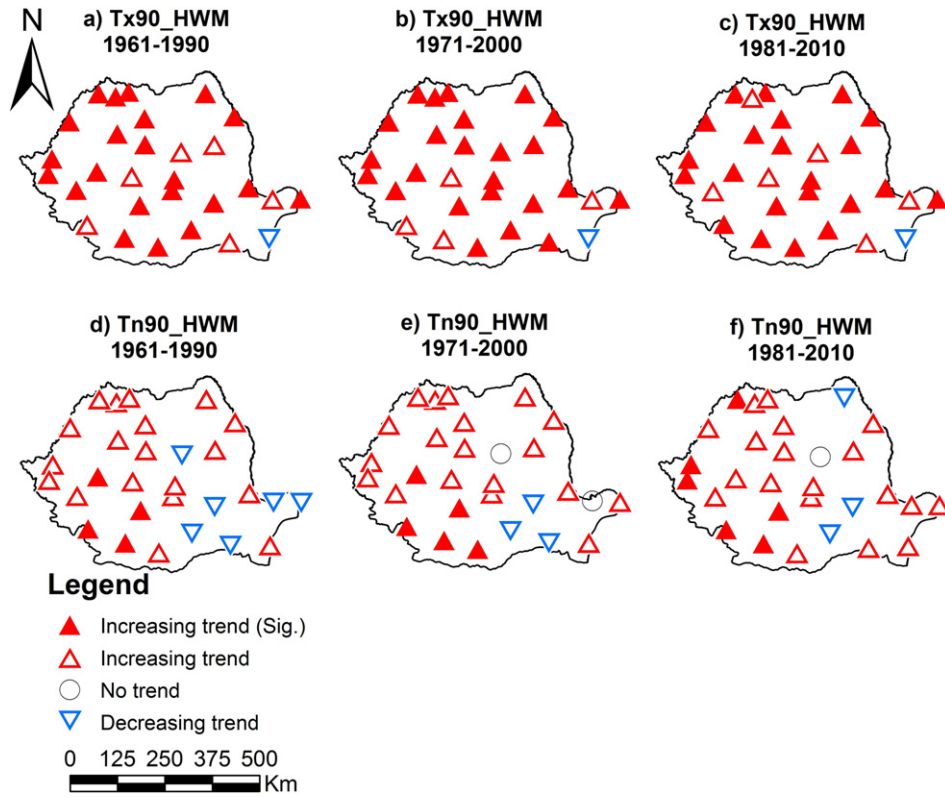 N
a) Tx90_HWM
1961-1990
b) Tx90_HWM
1971-2000
c) Tx90_HWM
1981-2010
d) Tn90_HWM
1961-1990
e) Tn90_HWM
1971-2000
f) Tn90_HWM
1981-2010
Legend
Increasing trend (Sig.)
Increasing trend
No trend
Decreasing trend
0 125 250 375 500
Km